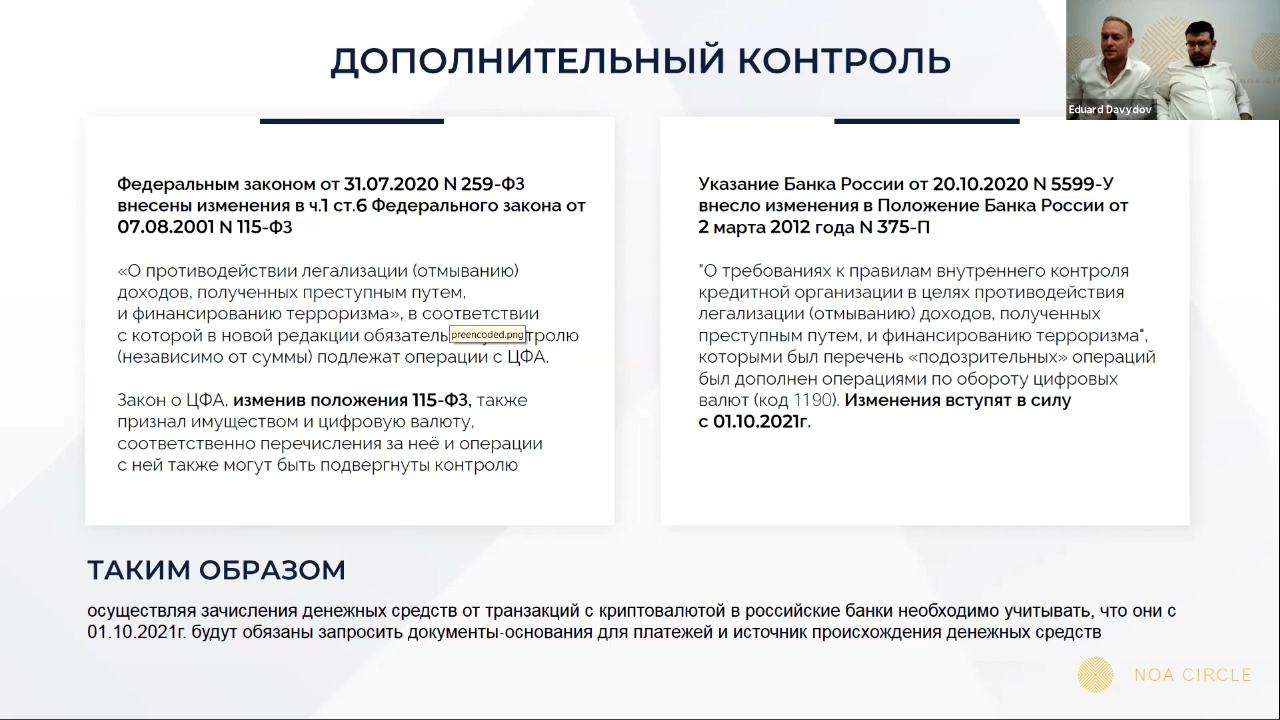 ДОПОЛНИТЕЛЬНЫЙ КОНТРОЛЬ
Eduard Davydov
Федеральным законом от 31.07.2020 N 259-ФЗ
внесены изменения в ч.1 ст.6 Федерального закона от
07.08.2001 N 115-ФЗ
«О противодействии легализации (отмыванию)
доходов, полученных преступным путем,
и финансированию терроризма», в соответствии
с которой в новой редакции
preencoded.png
(независимо от суммы) подлежат операции с ЦФА.
Закон о ЦФА, изменив положения 115-ФЗ, также
признал имуществом и цифровую валюту,
соответственно перечисления за неё и операции
с ней также могут быть подвергнуты контролю
Указание Банка России от 20.10.2020 N 5599-У
внесло изменения в Положение Банка России от
2 марта 2012 года N 375-П
"О требованиях к правилам внутреннего контроля
кредитной организации в целях противодействия
легализации (отмыванию) доходов, полученных
преступным путем, и финансированию терроризма",
которыми был перечень «подозрительных» операций
был дополнен операциями по обороту цифровых
валют (код 1190). Изменения вступят в силу
с 01.10.2021г.
ТАКИМ ОБРАЗОМ
осуществляя зачисления денежных средств от транзакций с криптовалютой в российские банки необходимо учитывать, что они с
01.10.2021г. будут обязаны запросить документы-основания для платежей и источник происхождения денежных средств
NOA CIRCLE